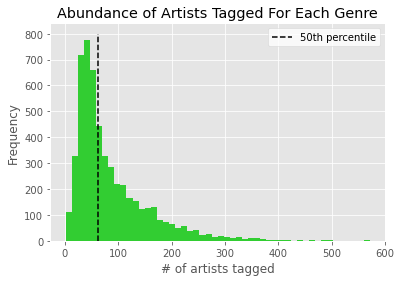 Abundance of Artists Tagged For Each Genre
50th percentile
Frequency
800
700
600
500
400
300
200
100
0
0 100 200 300 400 500 600
# of artists tagged